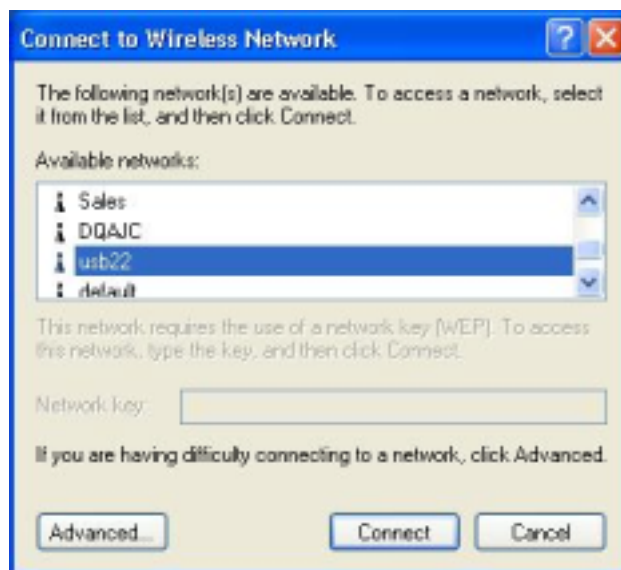 Connect to Wireless Network
The following network(s) are available. To access a network, select
it from the list, and then click Connect.
Available networks:
Sales
DQAJC
usb22
default
This network requires the use of a network key (WEP). To access
this network, type the key, and then click Connect.
Network key:
If you are having difficulty connecting to a network, click Advanced.
Advanced...
Connect
Cancel